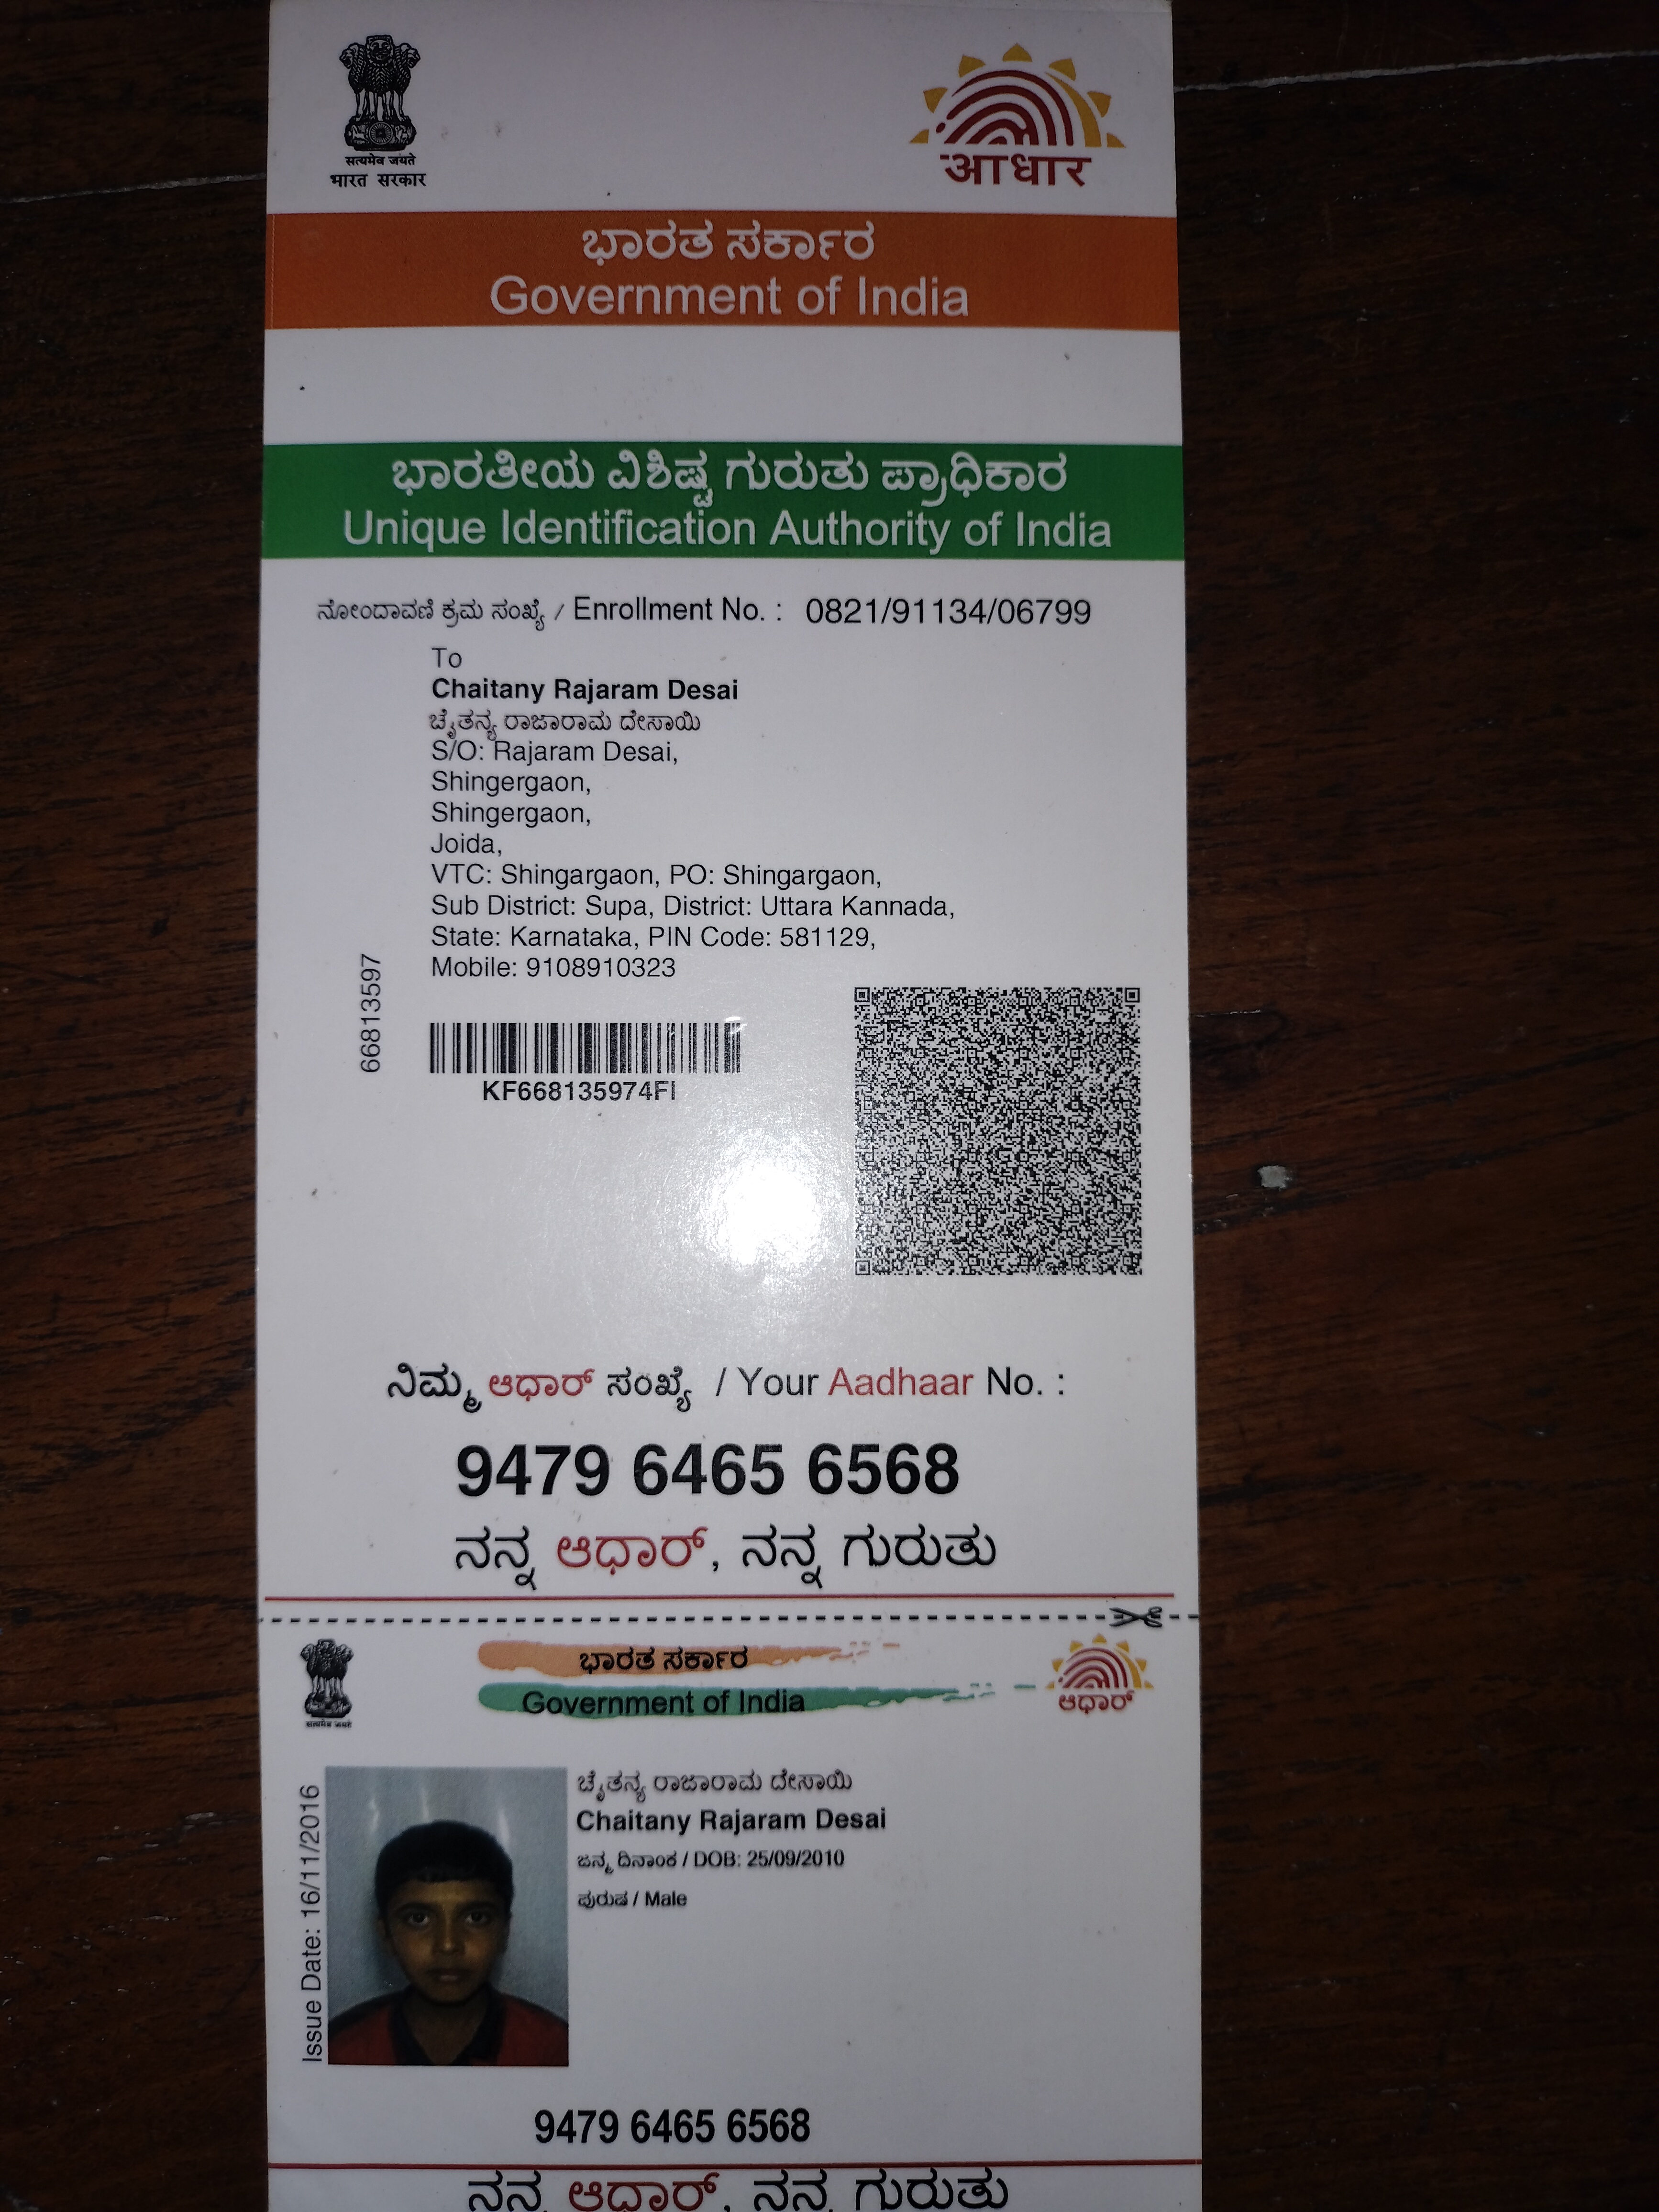 सत्यमेव जयते
भारत सरकार
आधार
ಭಾರತ ಸರ್ಕಾರ
Government of India
ಭಾರತೀಯ ವಿಶಿಷ್ಟ ಗುರುತು ಪ್ರಾಧಿಕಾರ
Unique Identification Authority of India
ನೋಂದಾವಣಿ ಕ್ರಮ ಸಂಖ್ಯೆ / Enrollment No. : 0821/91134/06799
To
Chaitany Rajaram Desai
ಚೈತನ್ಯ ರಾಜಾರಾಮ ದೇಸಾಯಿ
S/O: Rajaram Desai,
Shingergaon,
Shingergaon,
Joida,
VTC: Shingargaon, PO: Shingargaon,
Sub District: Supa, District: Uttara Kannada,
State: Karnataka, PIN Code: 581129,
Mobile: 9108910323
66813597
KF668135974FI
ನಿಮ್ಮ ಆಧಾರ್ ಸಂಖ್ಯೆ / Your Aadhaar No. :
9479 6465 6568
ನನ್ನ ಆಧಾರ್, ನನ್ನ ಗುರುತು
सत्यमेव जयते
ಭಾರತ ಸರ್ಕಾರ
Government of India
ಆಧಾರ್
Issue Date: 16/11/2016
ಚೈತನ್ಯ ರಾಜಾರಾಮ ದೇಸಾಯಿ
Chaitany Rajaram Desai
ಜನ್ಮ ದಿನಾಂಕ / DOB: 25/09/2010
ಪುರುಷ / Male
9479 6465 6568
ನನ್ನ ಆಧಾರ್, ನನ್ನ ಗುರುತು